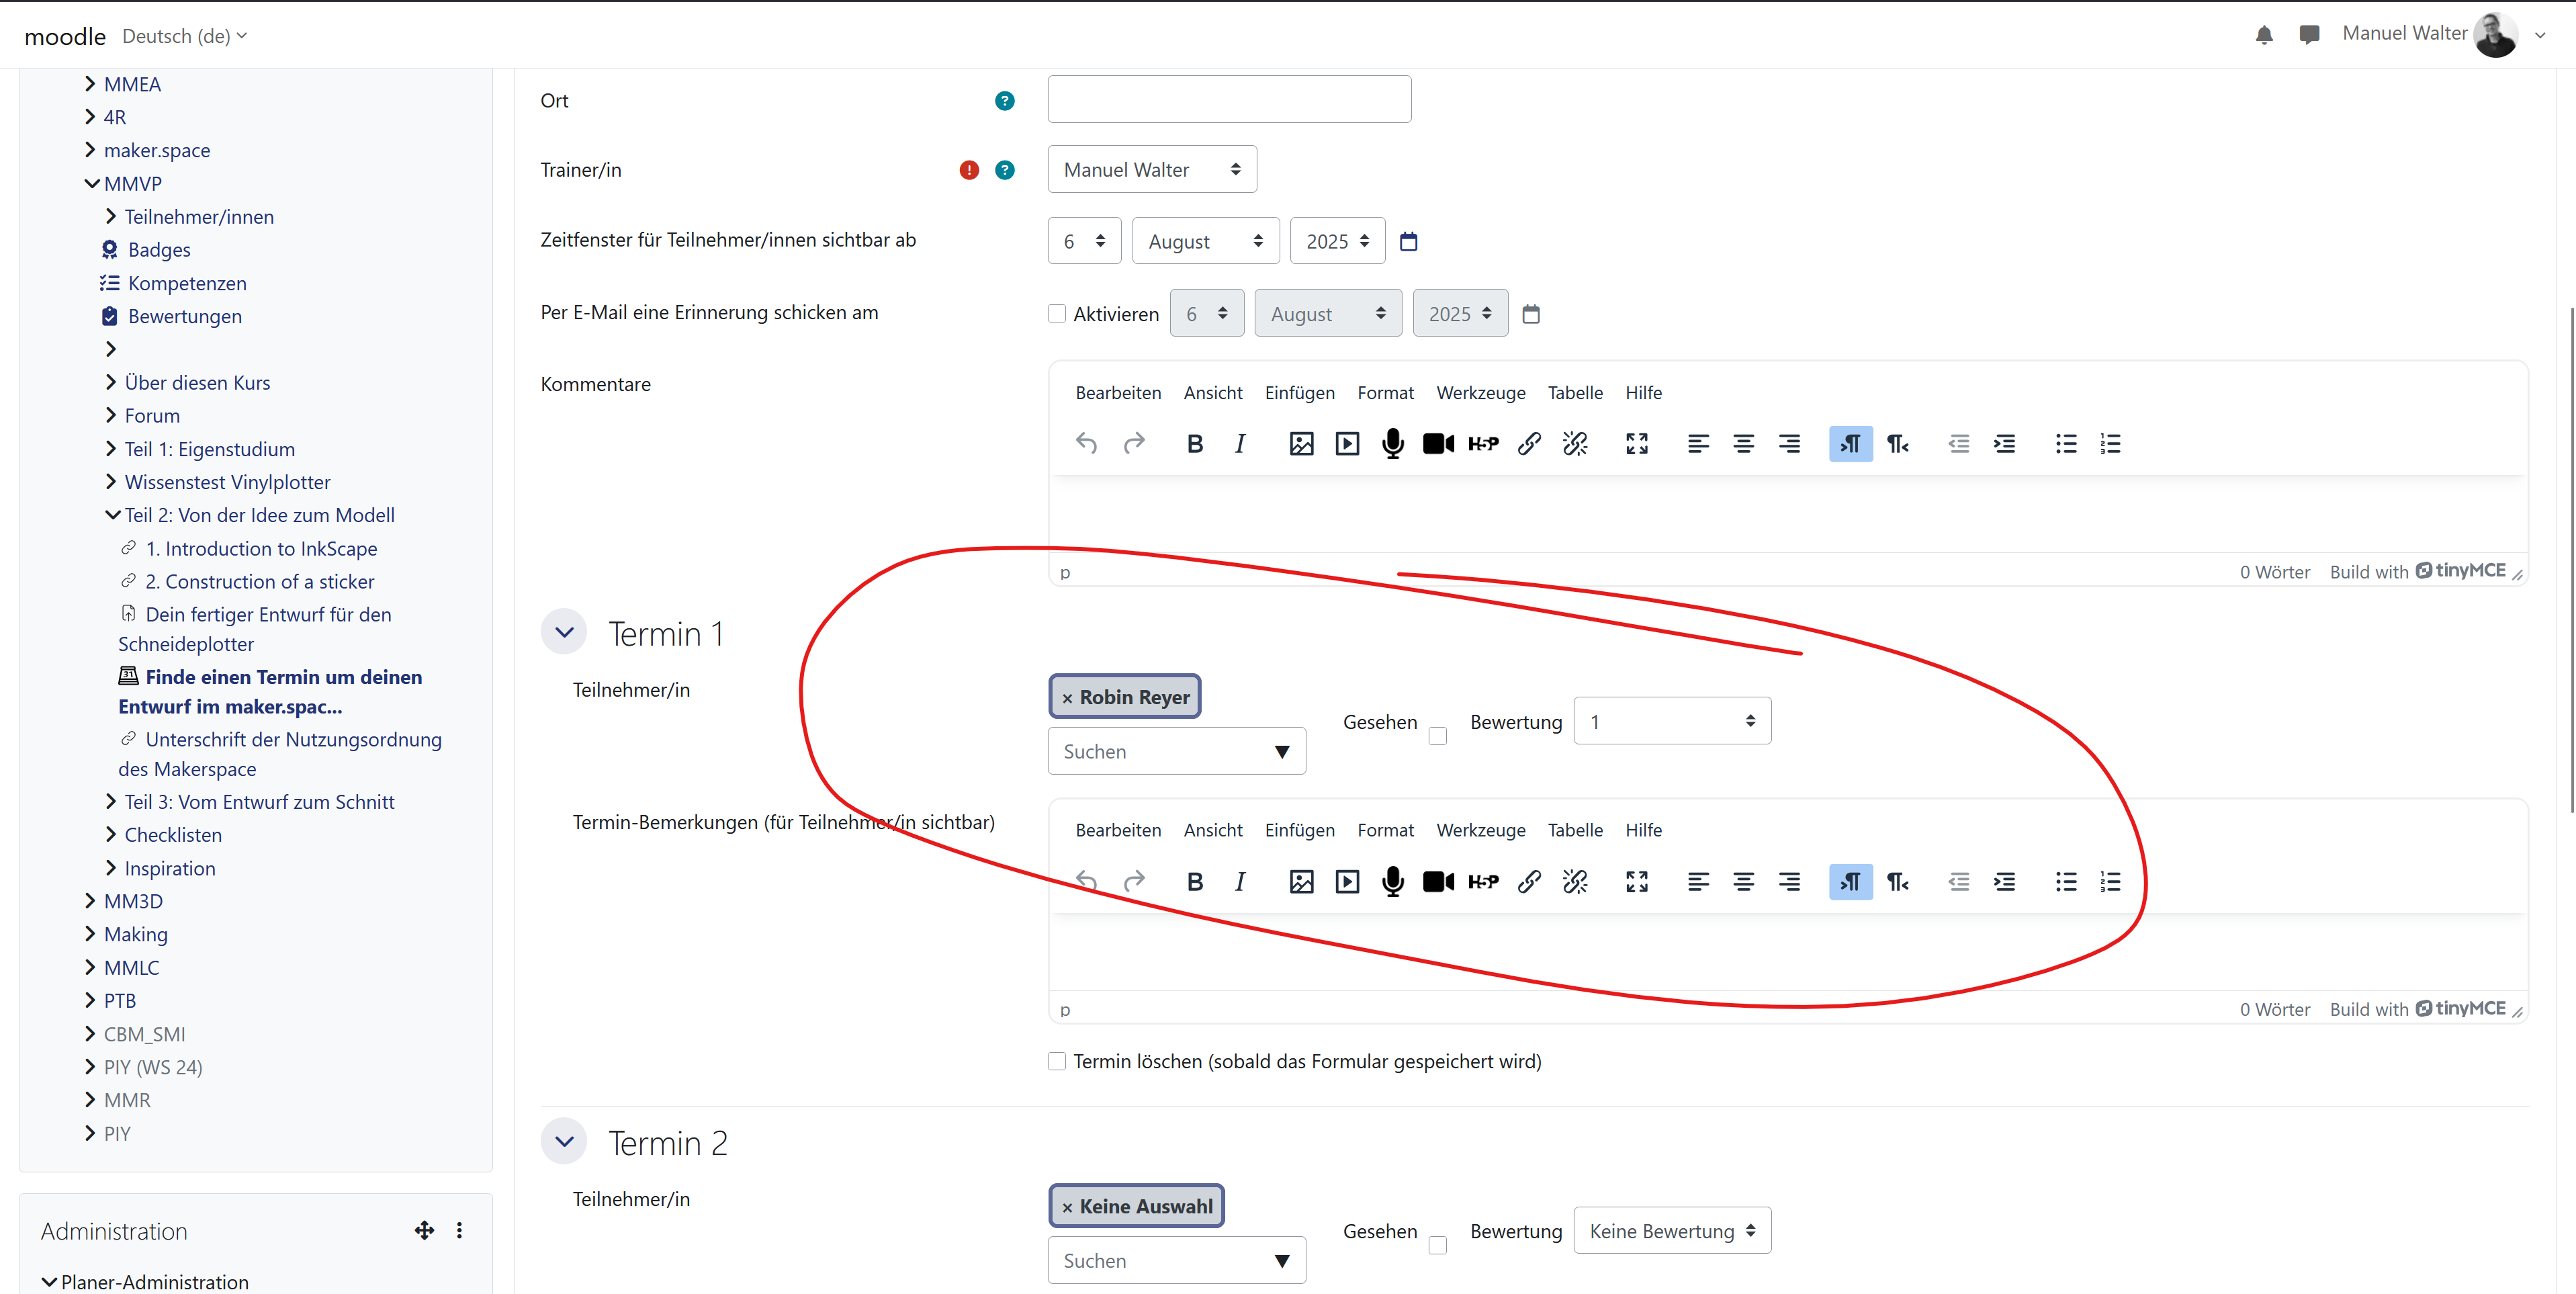 moodle Deutsch (de)
Manuel Walter
MMEA
4R
maker.space
MMVP
Teilnehmer/innen
Badges
Kompetenzen
Bewertungen
Über diesen Kurs
Forum
Teil 1: Eigenstudium
Wissenstest Vinylplotter
Teil 2: Von der Idee zum Modell
1. Introduction to InkScape
2. Construction of a sticker
Dein fertiger Entwurf für den
Schneideplotter
Finde einen Termin um deinen
Entwurf im maker.spac...
Unterschrift der Nutzungsordnung
des Makerspace
Teil 3: Vom Entwurf zum Schnitt
Checklisten
Inspiration
MM3D
Making
MMLC
PTB
CBM_SMI
PIY (WS 24)
MMR
PIY
Administration
Planer-Administration
Ort ?
Trainer/in ! ? Manuel Walter
Zeitfenster für Teilnehmer/innen sichtbar ab 6 August 2025
Per E-Mail eine Erinnerung schicken am Aktivieren 6 August 2025
Kommentare
Bearbeiten Ansicht Einfügen Format Werkzeuge Tabelle Hilfe
B I H5P
p 0 Wörter Build with tinyMCE
Termin 1
Teilnehmer/in
× Robin Reyer
Suchen ▼
Gesehen Bewertung 1
Termin-Bemerkungen (für Teilnehmer/in sichtbar)
Bearbeiten Ansicht Einfügen Format Werkzeuge Tabelle Hilfe
B I H5P
p 0 Wörter Build with tinyMCE
Termin löschen (sobald das Formular gespeichert wird)
Termin 2
Teilnehmer/in
× Keine Auswahl
Suchen ▼
Gesehen Bewertung Keine Bewertung